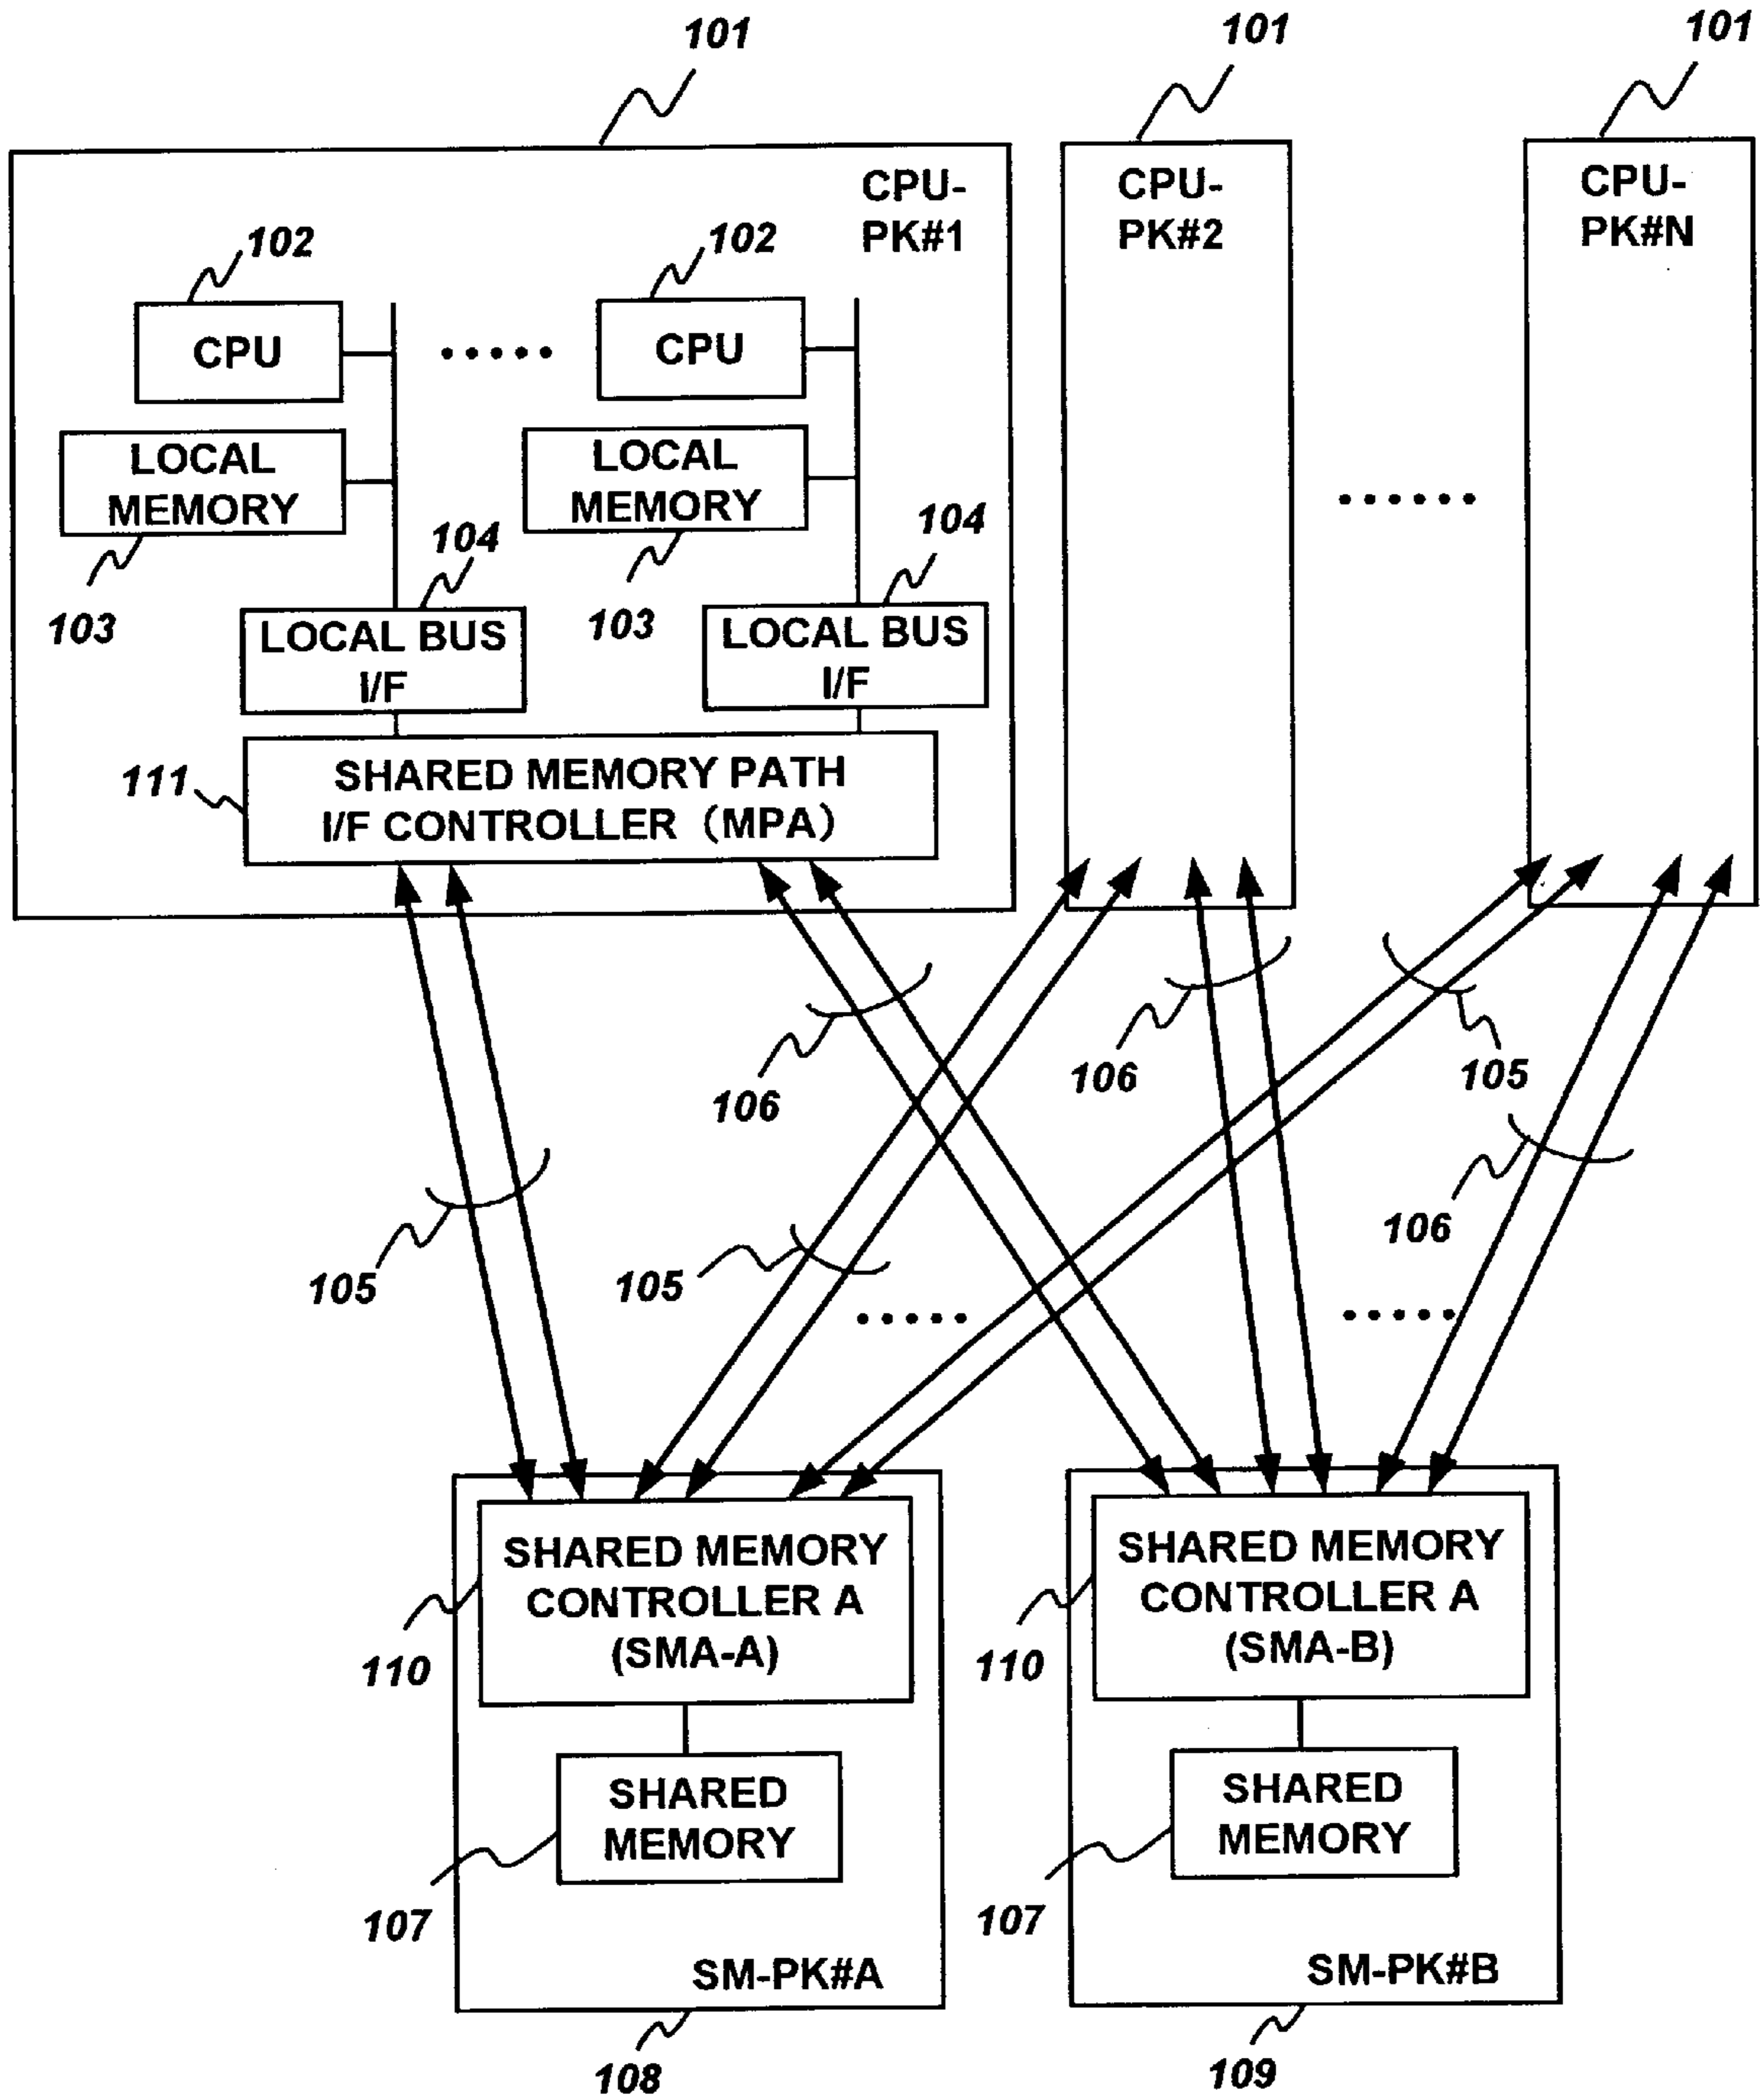 101
101
101
CPU-
PK#1
CPU-
PK#2
CPU-
PK#N
102
102
CPU
CPU
LOCAL
MEMORY
LOCAL
MEMORY
104
104
103
103
LOCAL BUS
I/F
LOCAL BUS
I/F
111
SHARED MEMORY PATH
I/F CONTROLLER (MPA)
106
106
105
106
105
105
SHARED MEMORY
CONTROLLER A
(SMA-A)
110
SHARED MEMORY
CONTROLLER A
(SMA-B)
110
SHARED
MEMORY
107
SHARED
MEMORY
107
SM-PK#A
SM-PK#B
108
109